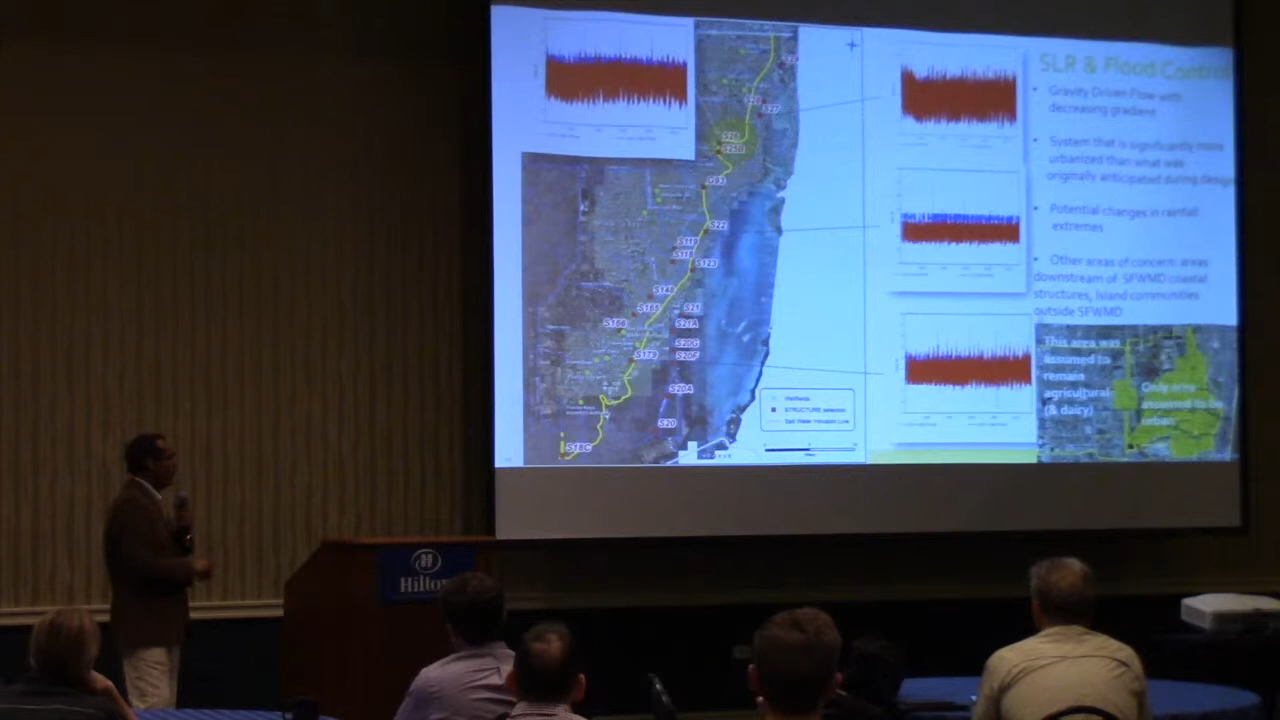 SLR & Flood Control
• Gravity Driven Flow with
decreasing gradient
• System that is significantly more
urbanized than what was
originally anticipated during design
• Potential changes in rainfall
extremes
• Other areas of concern: areas
downstream of SFWMD coastal
structures, Island communities
outside SFWMD
This area was
assumed to
remain
agricultural
(& dairy)
Only area
assumed to be
urban
S27
S26
S25B
G93
S22
S119
S118
S123
S148
S165
S21
S166
S21A
S20G
S179
S20F
S20A
S20
S18C
Wellfields
STRUCTURE selection
Salt Water Intrusion Line
Hilton